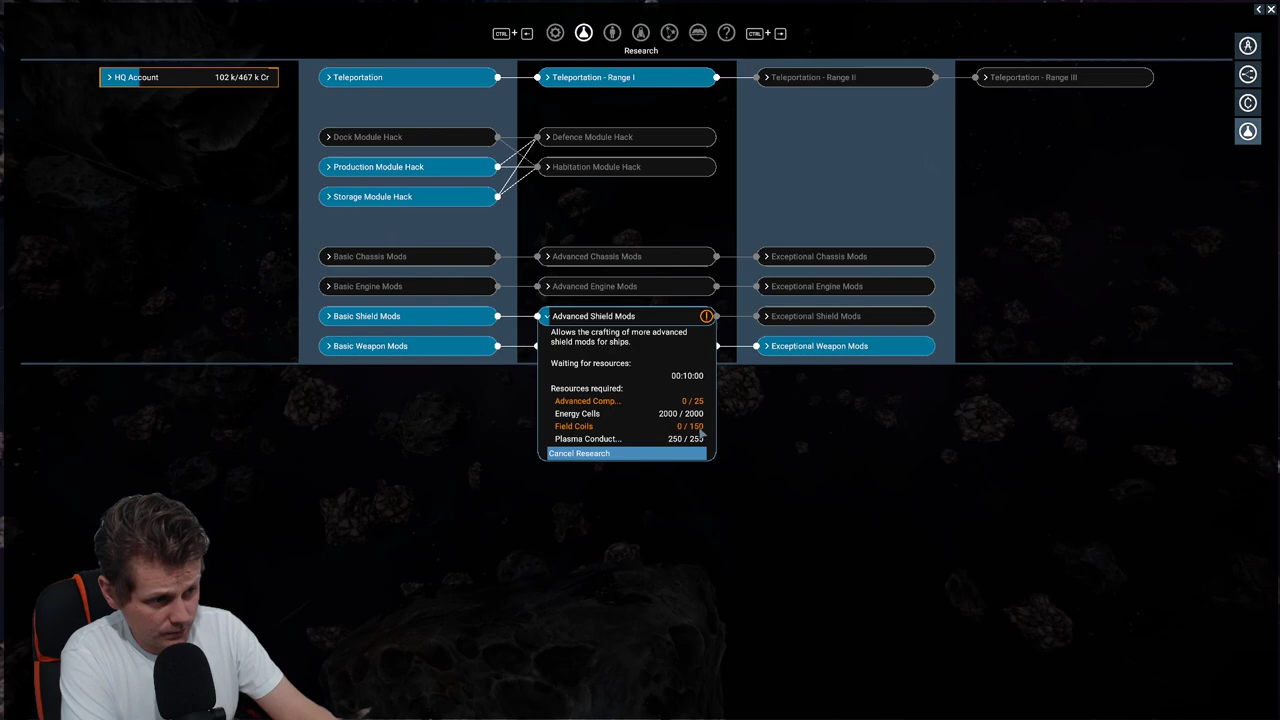 CTRL + ← ? CTRL + →
Research
HQ Account 102 k/467 k Cr
Teleportation
Teleportation - Range I
Teleportation - Range II
Teleportation - Range III
Dock Module Hack
Defence Module Hack
Production Module Hack
Habitation Module Hack
Storage Module Hack
Basic Chassis Mods
Advanced Chassis Mods
Exceptional Chassis Mods
Basic Engine Mods
Advanced Engine Mods
Exceptional Engine Mods
Basic Shield Mods
Advanced Shield Mods
Exceptional Shield Mods
Basic Weapon Mods
Exceptional Weapon Mods
Allows the crafting of more advanced
shield mods for ships.
Waiting for resources:
00:10:00
Resources required:
Advanced Comp... 0 / 25
Energy Cells 2000 / 2000
Field Coils 0 / 150
Plasma Conduct... 250 / 250
Cancel Research